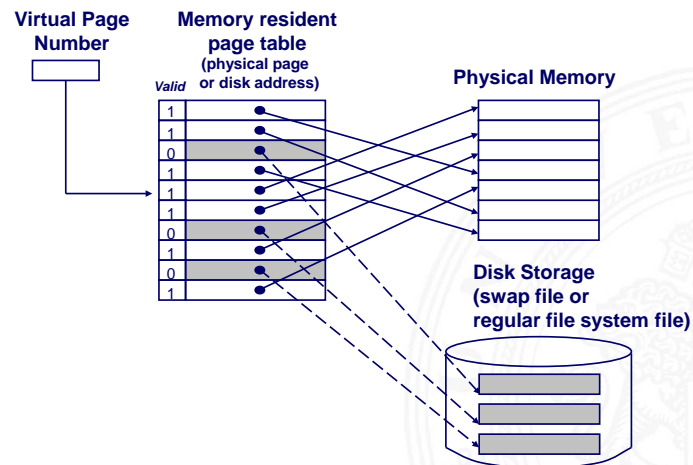 Virtual Page
Number
Memory resident
page table
(physical page
or disk address)
Valid
1
1
0
1
1
1
0
1
0
1
Physical Memory
Disk Storage
(swap file or
regular file system file)